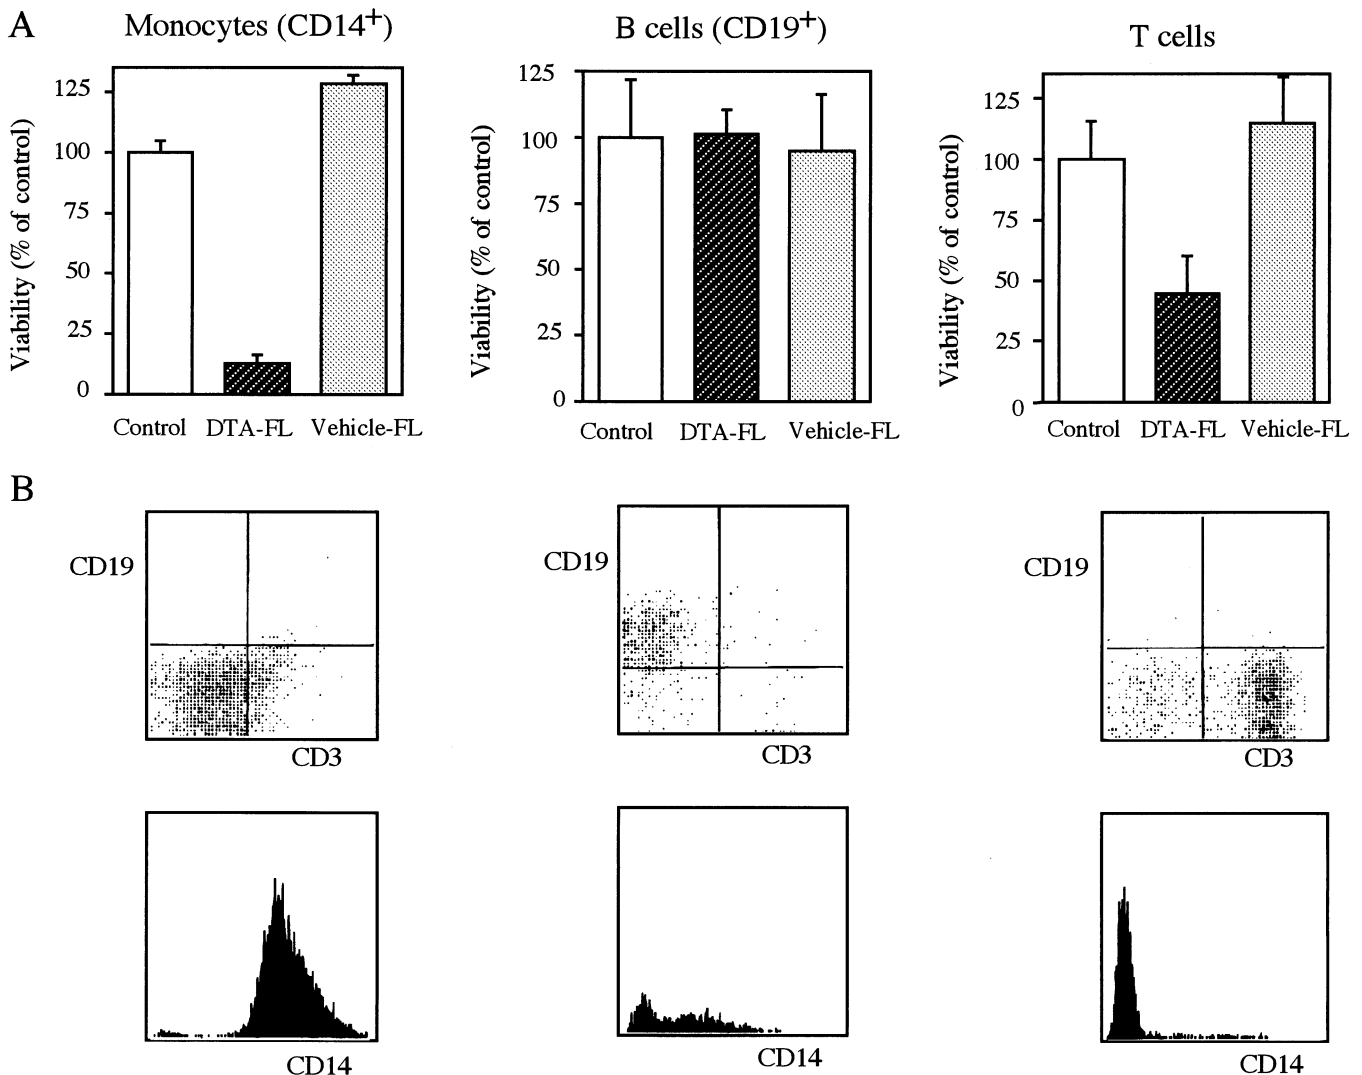 A
Monocytes (CD14+)
B cells (CD19+)
T cells
Viability (% of control)
125
100
75
50
25
0
Control DTA-FL Vehicle-FL
Viability (% of control)
125
100
75
50
25
0
Control DTA-FL Vehicle-FL
Viability (% of control)
125
100
75
50
25
0
Control DTA-FL Vehicle-FL
B
CD19
CD3
CD19
CD3
CD19
CD3
CD14
CD14
CD14